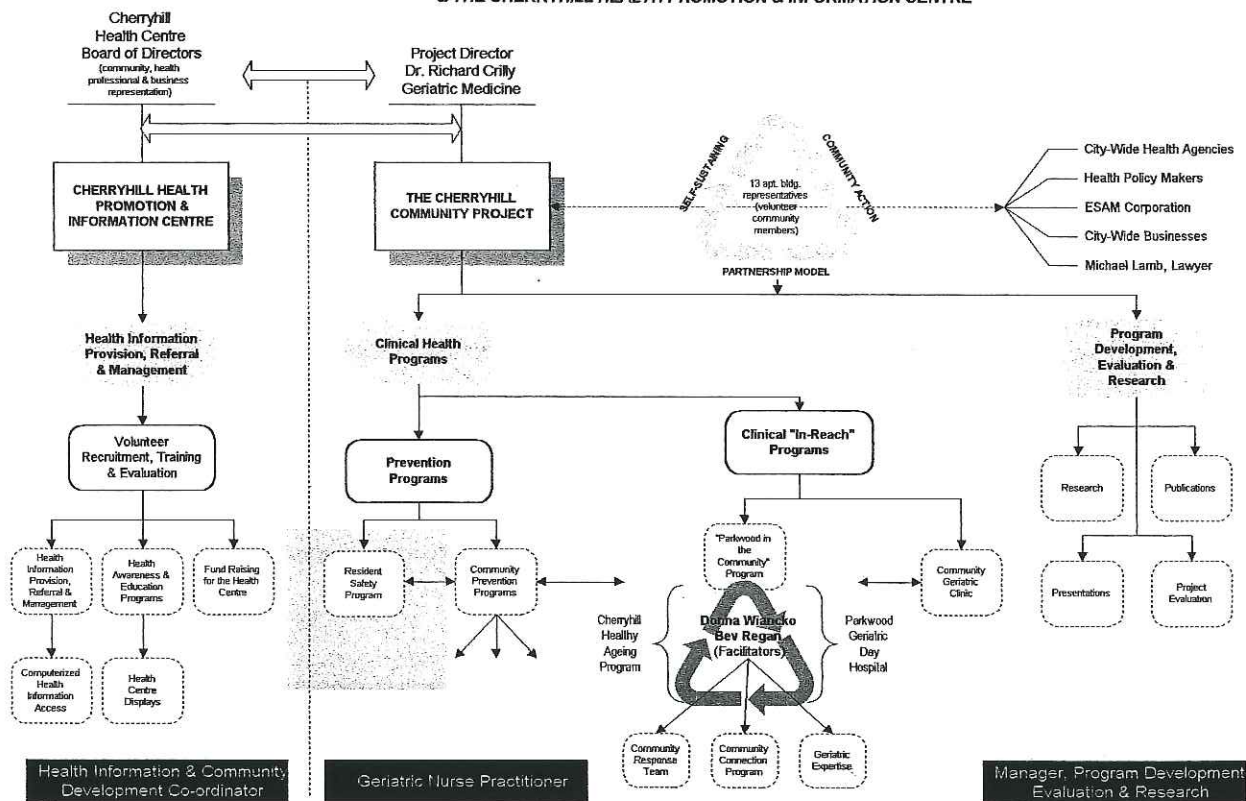 & THE CHERRYHILL HEALTH PROMOTION & INFORMATION CENTRE
Cherryhill
Health Centre
Board of Directors
(community, health
professional & business
representation)
Project Director
Dr. Richard Crilly
Geriatric Medicine
CHERRYHILL HEALTH
PROMOTION &
INFORMATION CENTRE
THE CHERRYHILL
COMMUNITY PROJECT
SELF-SUSTAINING
COMMUNITY ACTION
13 apt. bldg.
representatives
(volunteer
community
members)
PARTNERSHIP MODEL
City-Wide Health Agencies
Health Policy Makers
ESAM Corporation
City-Wide Businesses
Michael Lamb, Lawyer
Health Information
Provision, Referral
& Management
Clinical Health
Programs
Program
Development,
Evaluation &
Research
Volunteer
Recruitment, Training
& Evaluation
Prevention
Programs
Clinical "In-Reach"
Programs
Research
Publications
Presentations
Project
Evaluation
Health
Information
Provision,
Referral &
Management
Health
Awareness &
Education
Programs
Fund Raising
for the Health
Centre
Resident
Safety
Program
Community
Prevention
Programs
"Parkwood in
the
Community"
Program
Community
Geriatric
Clinic
Cherryhill
Healthy
Ageing
Program
Donna Wiancko
Bev Regan
(Facilitators)
Parkwood
Geriatric
Day
Hospital
Computerized
Health
Information
Access
Health
Centre
Displays
Community
Response
Team
Community
Connection
Program
Geriatric
Expertise
Health Information & Community
Development Co-ordinator
Geriatric Nurse Practitioner
Manager, Program Development
Evaluation & Research